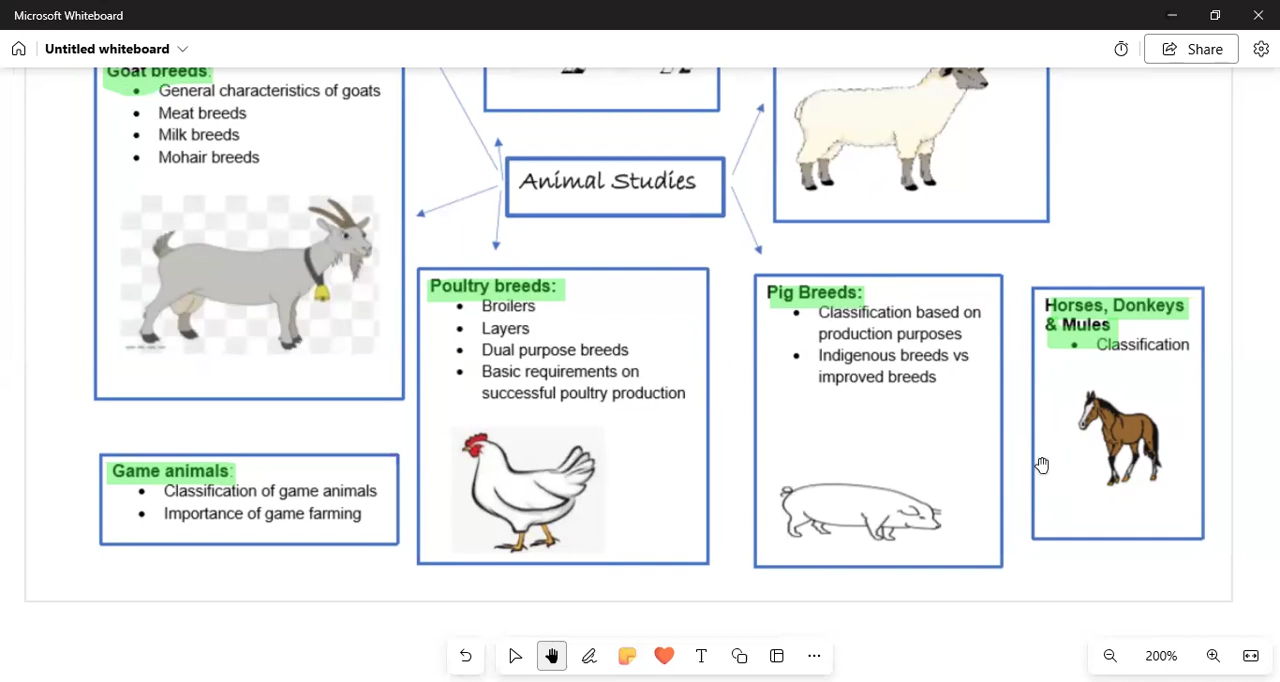 Microsoft Whiteboard
Untitled whiteboard
Share
Goat breeds:
• General characteristics of goats
• Meat breeds
• Milk breeds
• Mohair breeds
Animal Studies
Poultry breeds:
• Broilers
• Layers
• Dual purpose breeds
• Basic requirements on
successful poultry production
Pig Breeds:
• Classification based on
production purposes
• Indigenous breeds vs
improved breeds
Horses, Donkeys
& Mules
• Classification
Game animals:
• Classification of game animals
• Importance of game farming
T
200%